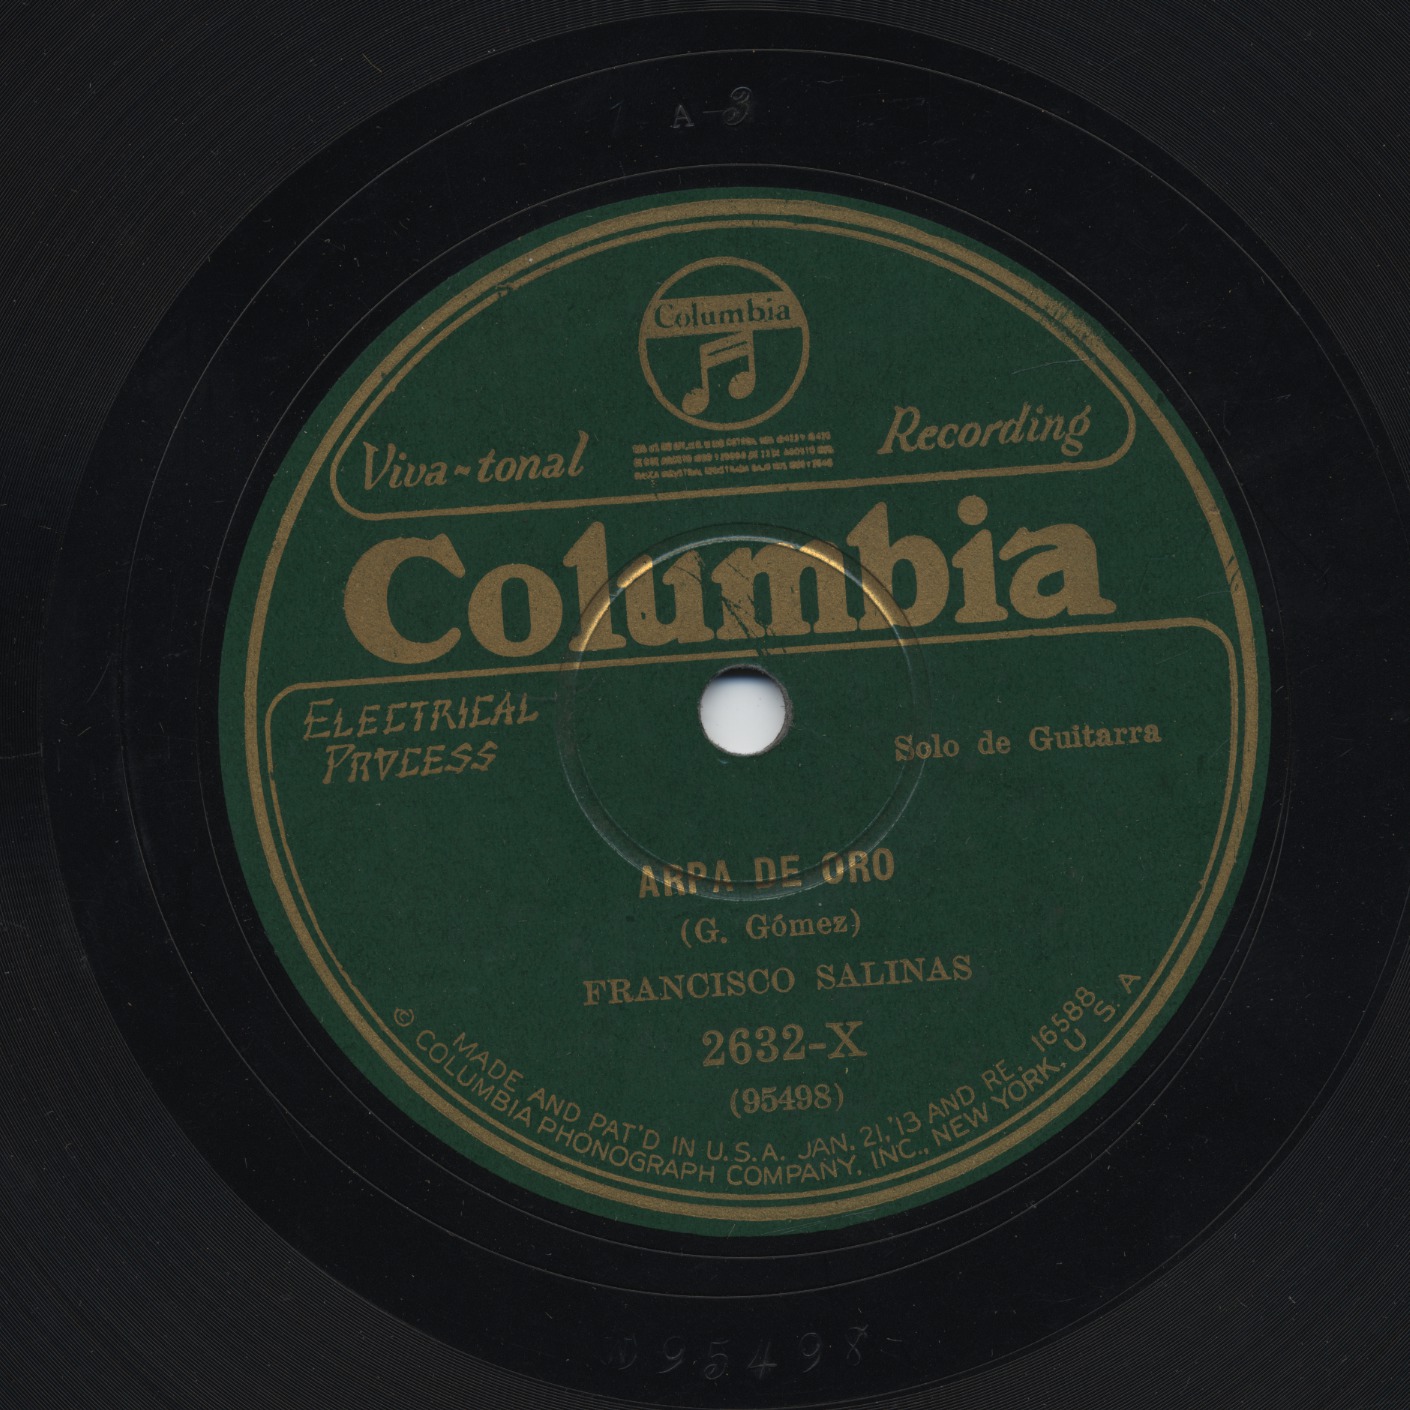 A-3
Columbia
Viva-tonal
Recording
Columbia
ELECTRICAL
PROCESS
Solo de Guitarra
ARPA DE ORO
(G. Gómez)
FRANCISCO SALINAS
2632-X
(95498)
MADE AND PAT'D IN U.S.A. JAN. 21,'13 AND RE. 16588
© COLUMBIA PHONOGRAPH COMPANY, INC., NEW YORK, U S. A
95498